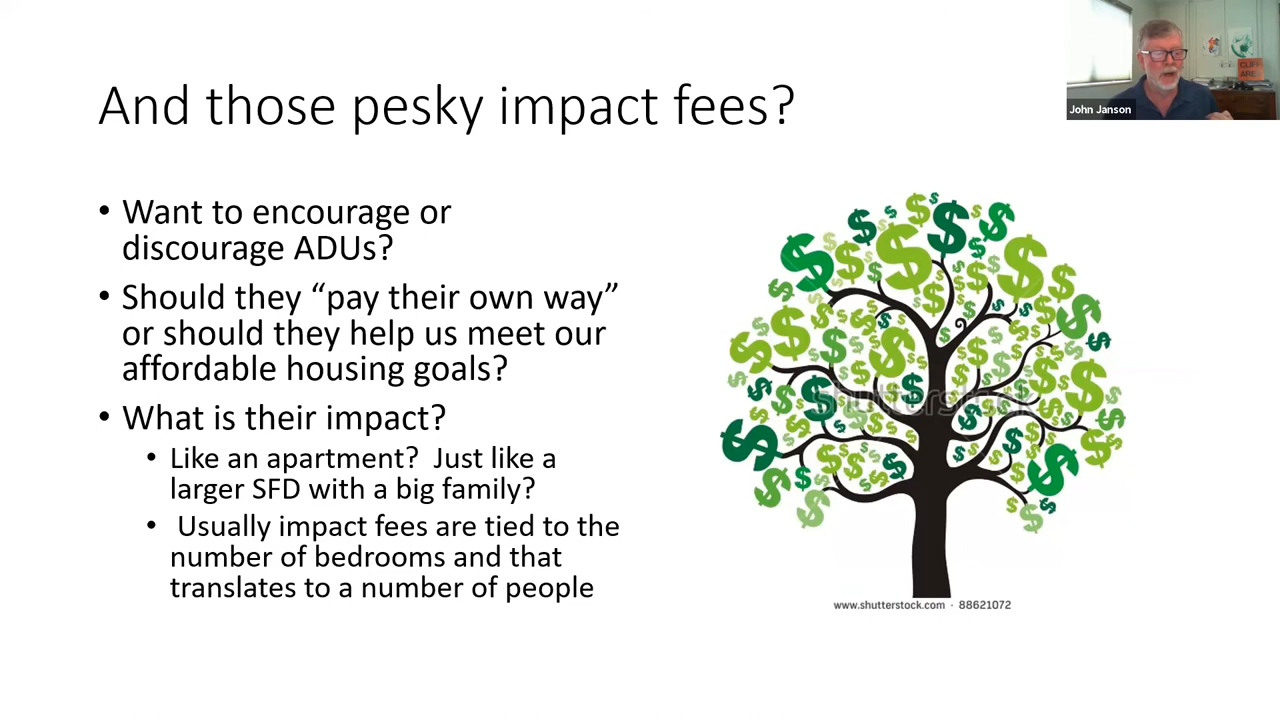 And those pesky impact fees?
John Janson
CLIFF
ARE
• Want to encourage or
discourage ADUs?
• Should they “pay their own way”
or should they help us meet our
affordable housing goals?
• What is their impact?
• Like an apartment?  Just like a
larger SFD with a big family?
• Usually impact fees are tied to the
number of bedrooms and that
translates to a number of people
shutterstock
www.shutterstock.com · 88621072